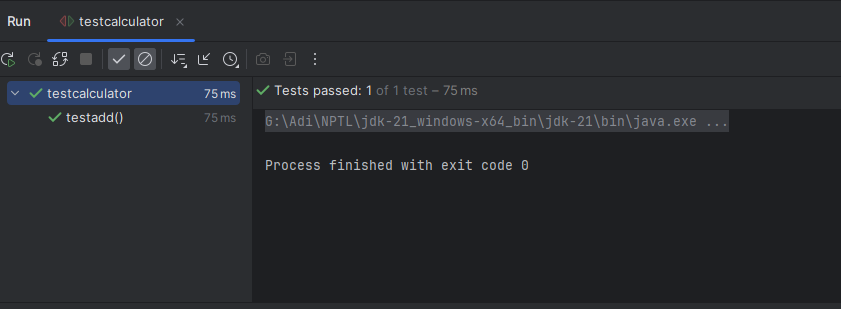 Run testcalculator
testcalculator 75 ms
testadd() 75 ms
Tests passed: 1 of 1 test – 75 ms
G:\Adi\NPTL\jdk-21_windows-x64_bin\jdk-21\bin\java.exe ...
Process finished with exit code 0